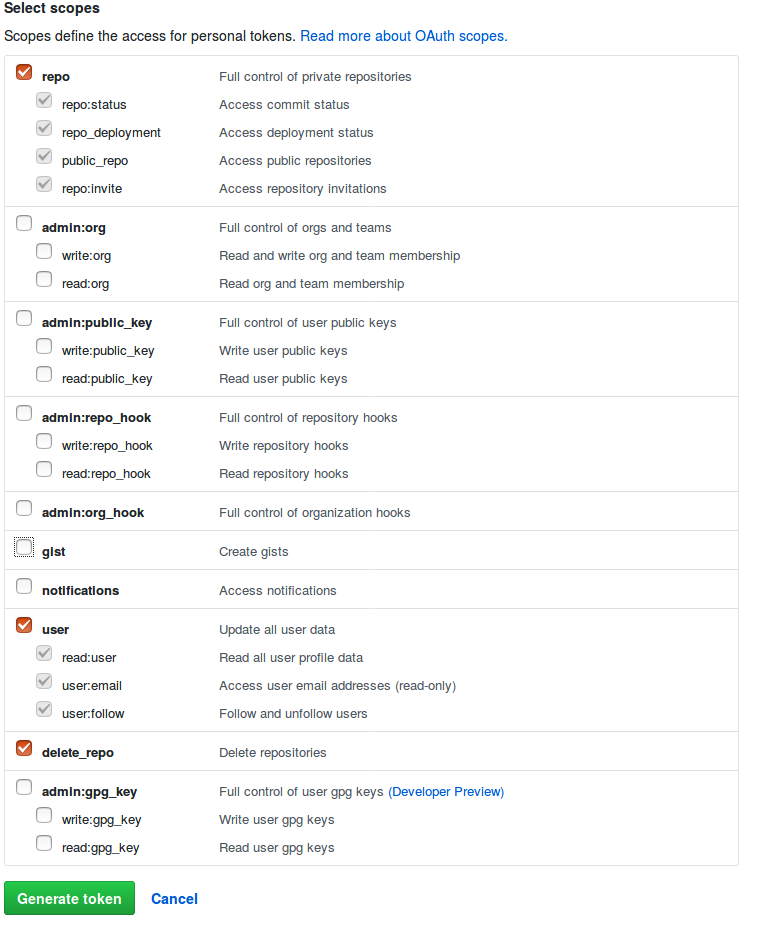 Select scopes
Scopes define the access for personal tokens. Read more about OAuth scopes.
repo Full control of private repositories
repo:status Access commit status
repo_deployment Access deployment status
public_repo Access public repositories
repo:invite Access repository invitations
admin:org Full control of orgs and teams
write:org Read and write org and team membership
read:org Read org and team membership
admin:public_key Full control of user public keys
write:public_key Write user public keys
read:public_key Read user public keys
admin:repo_hook Full control of repository hooks
write:repo_hook Write repository hooks
read:repo_hook Read repository hooks
admin:org_hook Full control of organization hooks
gist Create gists
notifications Access notifications
user Update all user data
read:user Read all user profile data
user:email Access user email addresses (read-only)
user:follow Follow and unfollow users
delete_repo Delete repositories
admin:gpg_key Full control of user gpg keys (Developer Preview)
write:gpg_key Write user gpg keys
read:gpg_key Read user gpg keys
Generate token Cancel